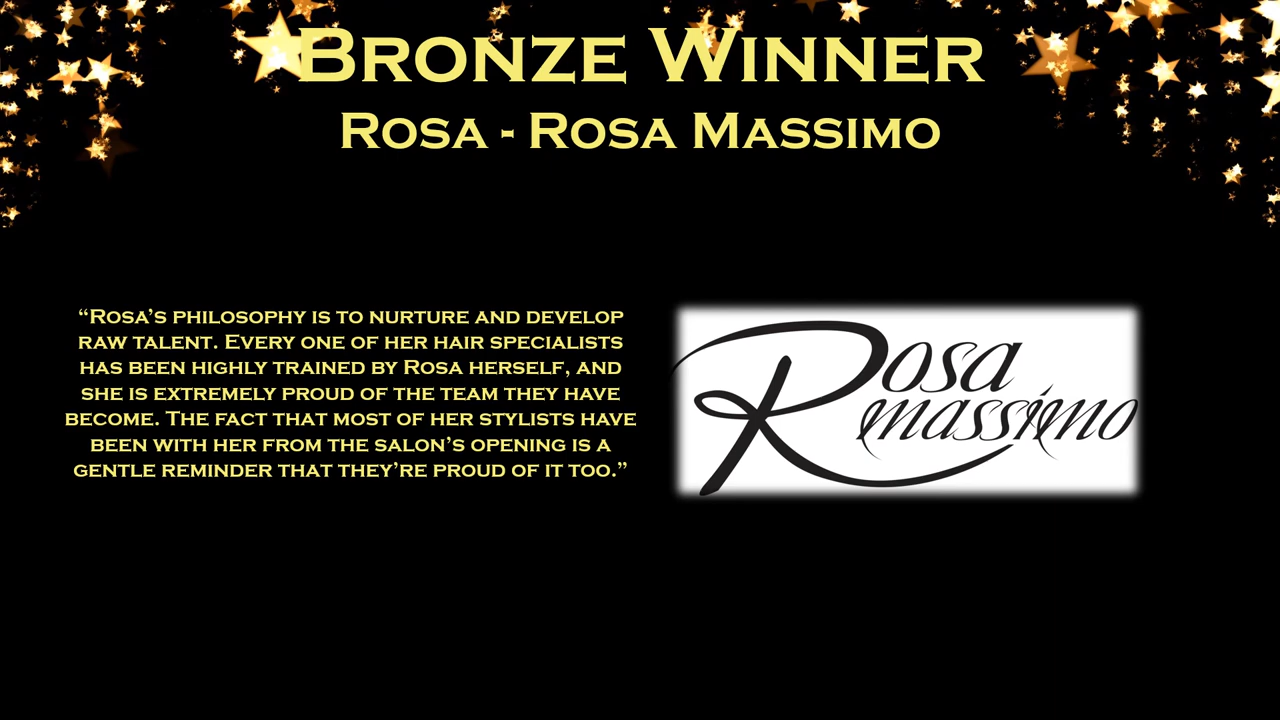 Bronze Winner
Rosa - Rosa Massimo
“Rosa’s philosophy is to nurture and develop
raw talent. Every one of her hair specialists
has been highly trained by Rosa herself, and
she is extremely proud of the team they have
become. The fact that most of her stylists have
been with her from the salon’s opening is a
gentle reminder that they’re proud of it too.”
Rosa
massimo